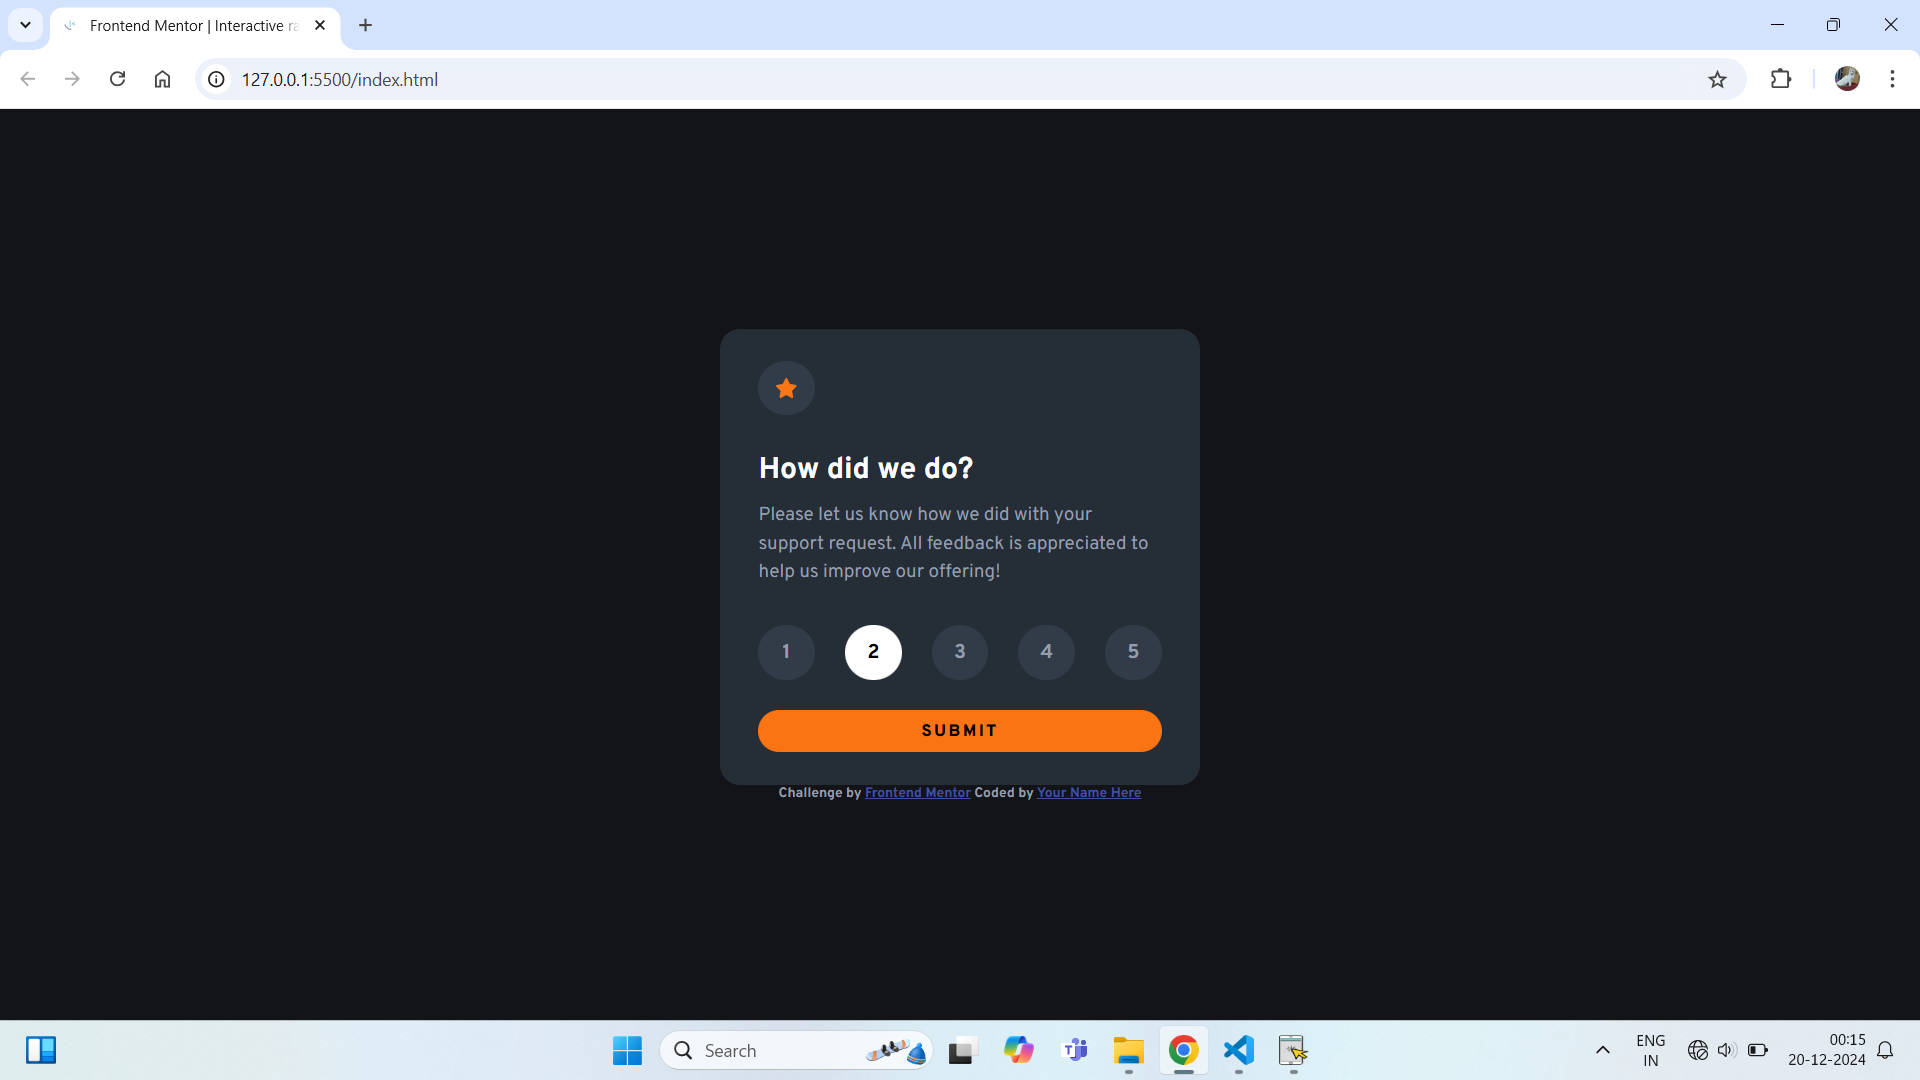 Frontend Mentor | Interactive ra
127.0.0.1:5500/index.html
How did we do?
Please let us know how we did with your
support request. All feedback is appreciated to
help us improve our offering!
1 2 3 4 5
SUBMIT
Challenge by Frontend Mentor Coded by Your Name Here
Search
ENG
IN
00:15
20-12-2024